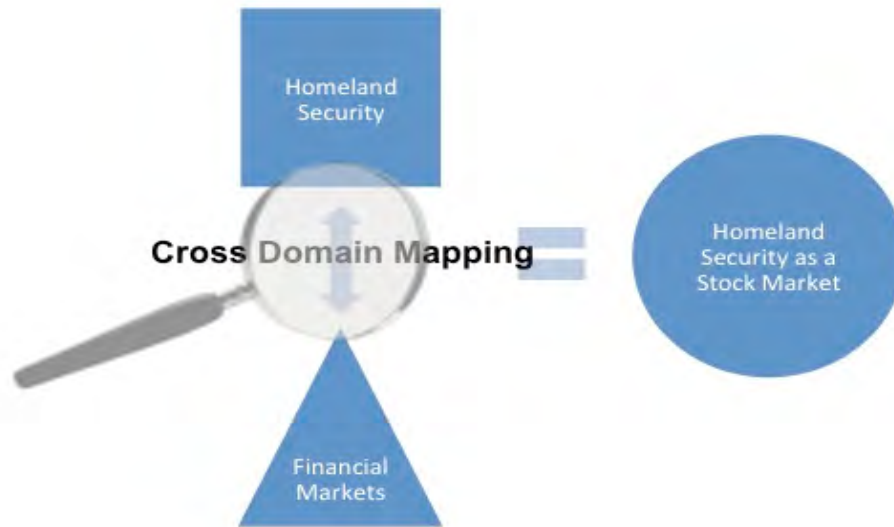 Homeland
Security
Cross Domain Mapping
Homeland
Security as a
Stock Market
Financial
Markets